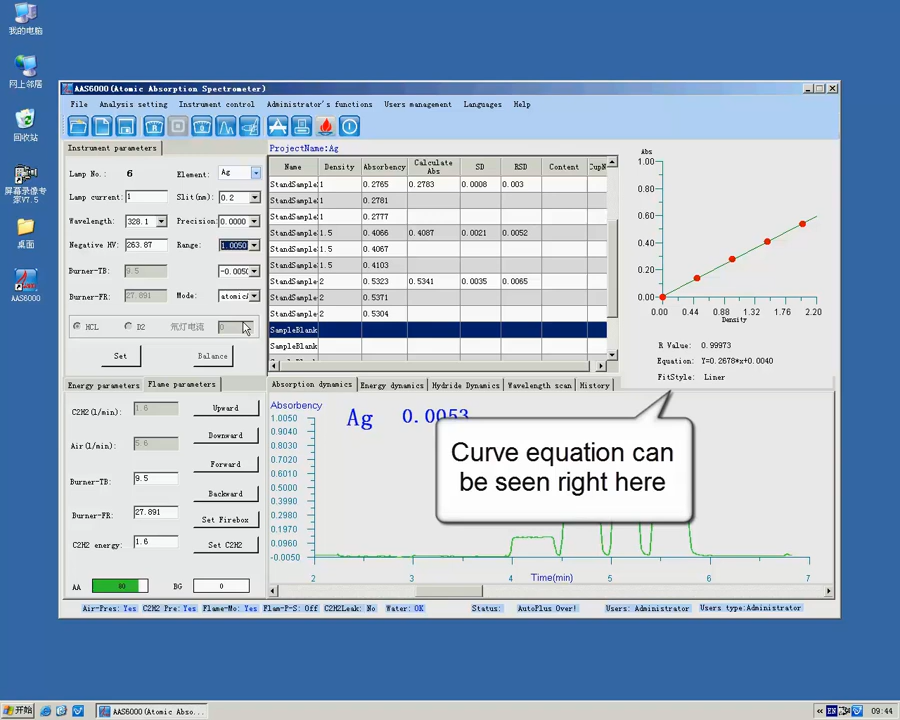 我的电脑
网上邻居
回收站
屏幕录像专
家V7.5
桌面
AAS6000
AAS6000(Atomic Absorption Spectrometer)
File Analysis setting Instrument control Administrator's functions Users management Languages Help
Instrument parameters
ProjectName:Ag
Lamp No.: 6 Element: Ag
Lamp current: 1 Slit(nm): 0.2
Wavelength: 328.1 Precision: 0.0000
Negative HV: 263.87 Range: 1.0050
Burner-TB: 9.5 -0.0050
Burner-FR: 27.891 Mode: atomic
HCL D2 氘灯电流 0
Set Balance
Name Density Absorbency Calculate Abs SD RSD Content CupN
StandSample 1 0.2765 0.2783 0.0008 0.003
StandSample 1 0.2781
StandSample 1 0.2777
StandSample 1.5 0.4066 0.4087 0.0021 0.0052
StandSample 1.5 0.4067
StandSample 1.5 0.4103
StandSample 2 0.5323 0.5341 0.0035 0.0065
StandSample 2 0.5371
StandSample 2 0.5304
SampleBlank
SampleBlank
Abs
1.00
0.80
0.60
0.40
0.20
0.00
0.00 0.44 0.88 1.32 1.76 2.20
Density
R Value: 0.99973
Equation: Y=0.2678*x+0.0040
FitStyle: Liner
Energy parameters Flame parameters
C2H2(l/min): 1.6 Upward
Air(l/min): 5.6 Downward
Burner-TB: 9.5 Forward
Backward
Burner-FR: 27.891 Set Firebox
C2H2 energy: 1.6 Set C2H2
AA 80 BG 0
Absorption dynamics Energy dynamics Hydride Dynamics Wavelength scan History
Absorbency
Ag 0.0053
1.0050
0.9040
0.8030
0.7020
0.6010
0.5000
0.3990
0.2980
0.1970
0.0960
-0.0050
2 3 4 5 6 7
Time(min)
Curve equation can
be seen right here
Air-Pres: Yes C2H2 Pre: Yes Flame-Mo: Yes Flam-P-S: Off C2H2Leak: No Water: OK Status: AutoPlus Over! Users: Administrator Users type:Administrator
开始 AAS6000(Atomic Abso... « EN 09:44